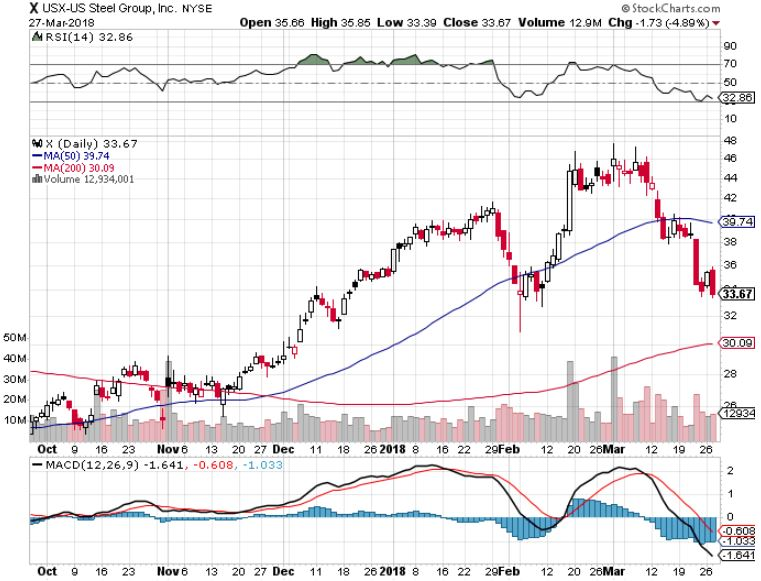 X USX-US Steel Group, Inc. NYSE © StockCharts.com
27-Mar-2018 Open 35.66 High 35.85 Low 33.39 Close 33.67 Volume 12.9M Chg -1.73 (-4.89%)
RSI(14) 32.86
90
70
50
32.86
10
X (Daily) 33.67
MA(50) 39.74
MA(200) 30.09
Volume 12,934,001
48
46
44
42
39.74
38
36
34
33.67
32
30.09
28
26
12934
50M
40M
30M
20M
10M
Oct 9 16 23 Nov 6 13 20 27 Dec 11 18 26 2018 8 16 22 29 Feb 12 20 26 Mar 12 19 26
MACD(12,26,9) -1.641, -0.608, -1.033
2
1
0
-0.608
-1.033
-1.641
Oct 9 16 23 Nov 6 13 20 27 Dec 11 18 26 2018 8 16 22 29 Feb 12 20 26 Mar 12 19 26